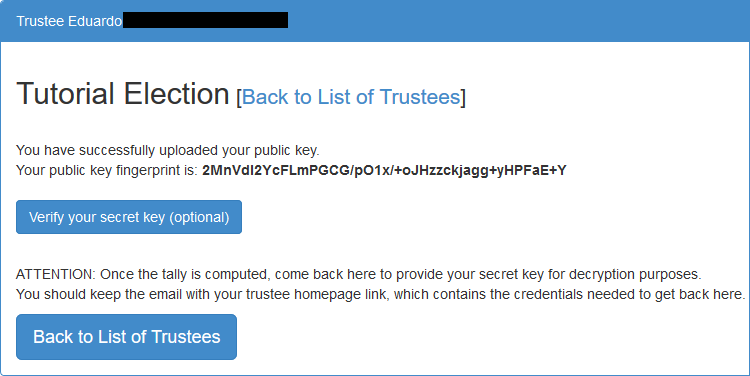 Trustee Eduardo
Tutorial Election [Back to List of Trustees]
You have successfully uploaded your public key.
Your public key fingerprint is: 2MnVdI2YcFLmPGCG/pO1x/+oJHzzckjagg+yHPFaE+Y
Verify your secret key (optional)
ATTENTION: Once the tally is computed, come back here to provide your secret key for decryption purposes.
You should keep the email with your trustee homepage link, which contains the credentials needed to get back here.
Back to List of Trustees